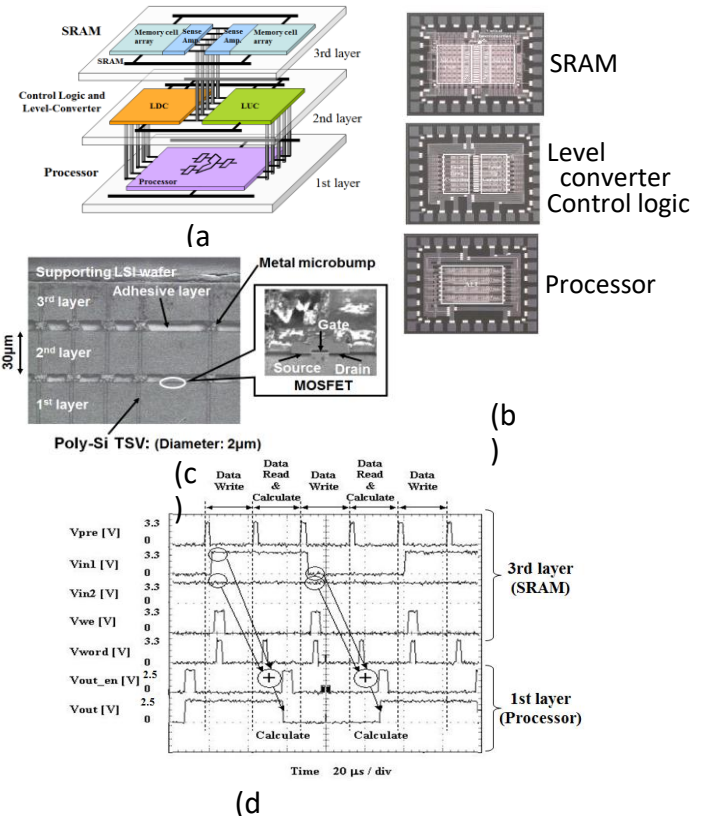 SRAM
Memory cell
array
Sense
Amp.
Sense
Amp.
Memory cell
array
SRAM
3rd layer
Control Logic and
Level-Converter
LDC
LUC
2nd layer
Processor
Processor
1st layer
(a
SRAM
Level
converter
Control logic
Processor
(b
)
Supporting LSI wafer
3rd layer
Adhesive layer
Metal microbump
30μm
2nd layer
1st layer
Gate
Source
Drain
MOSFET
Poly-Si TSV: (Diameter: 2μm)
(c
)
Data
Write
Data
Read
&
Calculate
Data
Write
Data
Read
&
Calculate
Data
Write
Vpre [V]
3.3
0
Vin1 [V]
3.3
0
Vin2 [V]
3.3
0
Vwe [V]
3.3
0
Vword [V]
3.3
0
Vout_en [V]
2.5
0
Vout [V]
2.5
0
+
+
Calculate
Calculate
3rd layer
(SRAM)
1st layer
(Processor)
Time 20 μs / div
(d